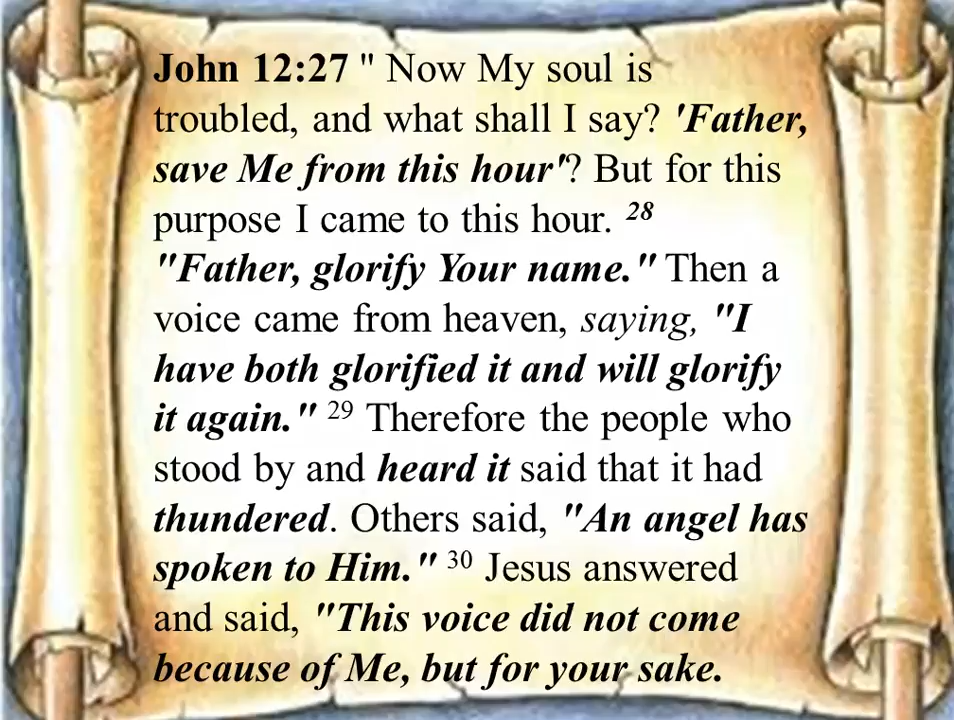 John 12:27 " Now My soul is
troubled, and what shall I say? 'Father,
save Me from this hour'? But for this
purpose I came to this hour. 28
"Father, glorify Your name." Then a
voice came from heaven, saying, "I
have both glorified it and will glorify
it again." 29 Therefore the people who
stood by and heard it said that it had
thundered. Others said, "An angel has
spoken to Him." 30 Jesus answered
and said, "This voice did not come
because of Me, but for your sake.